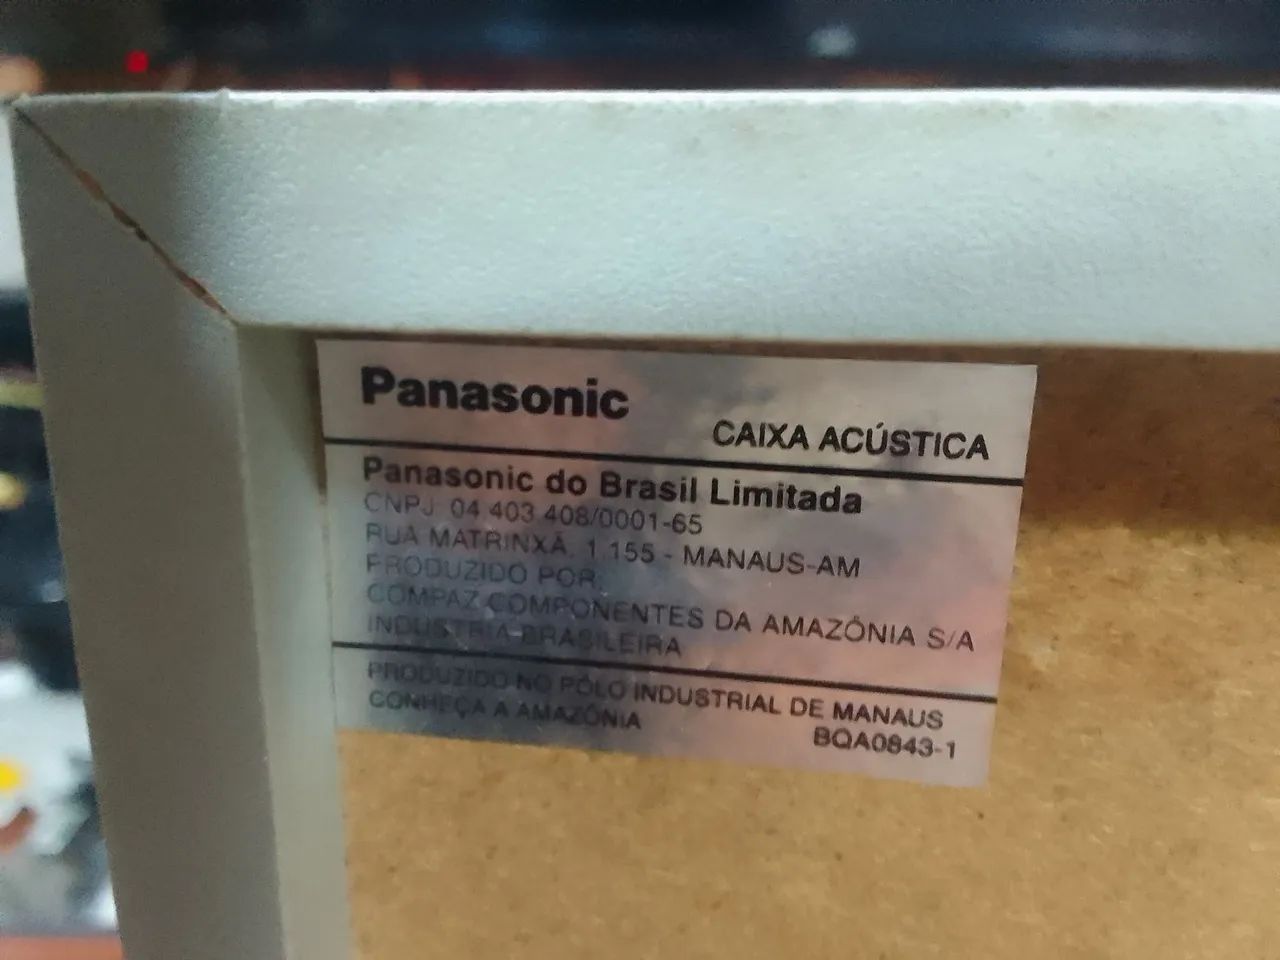 Panasonic
CAIXA ACÚSTICA
Panasonic do Brasil Limitada
CNPJ: 04.403.408/0001-65
RUA MATRINXÃ, 1.155 - MANAUS-AM
PRODUZIDO POR:
COMPAZ COMPONENTES DA AMAZÔNIA S/A
INDUSTRIA BRASILEIRA
PRODUZIDO NO PÓLO INDUSTRIAL DE MANAUS
CONHEÇA A AMAZÔNIA
BQA0843-1